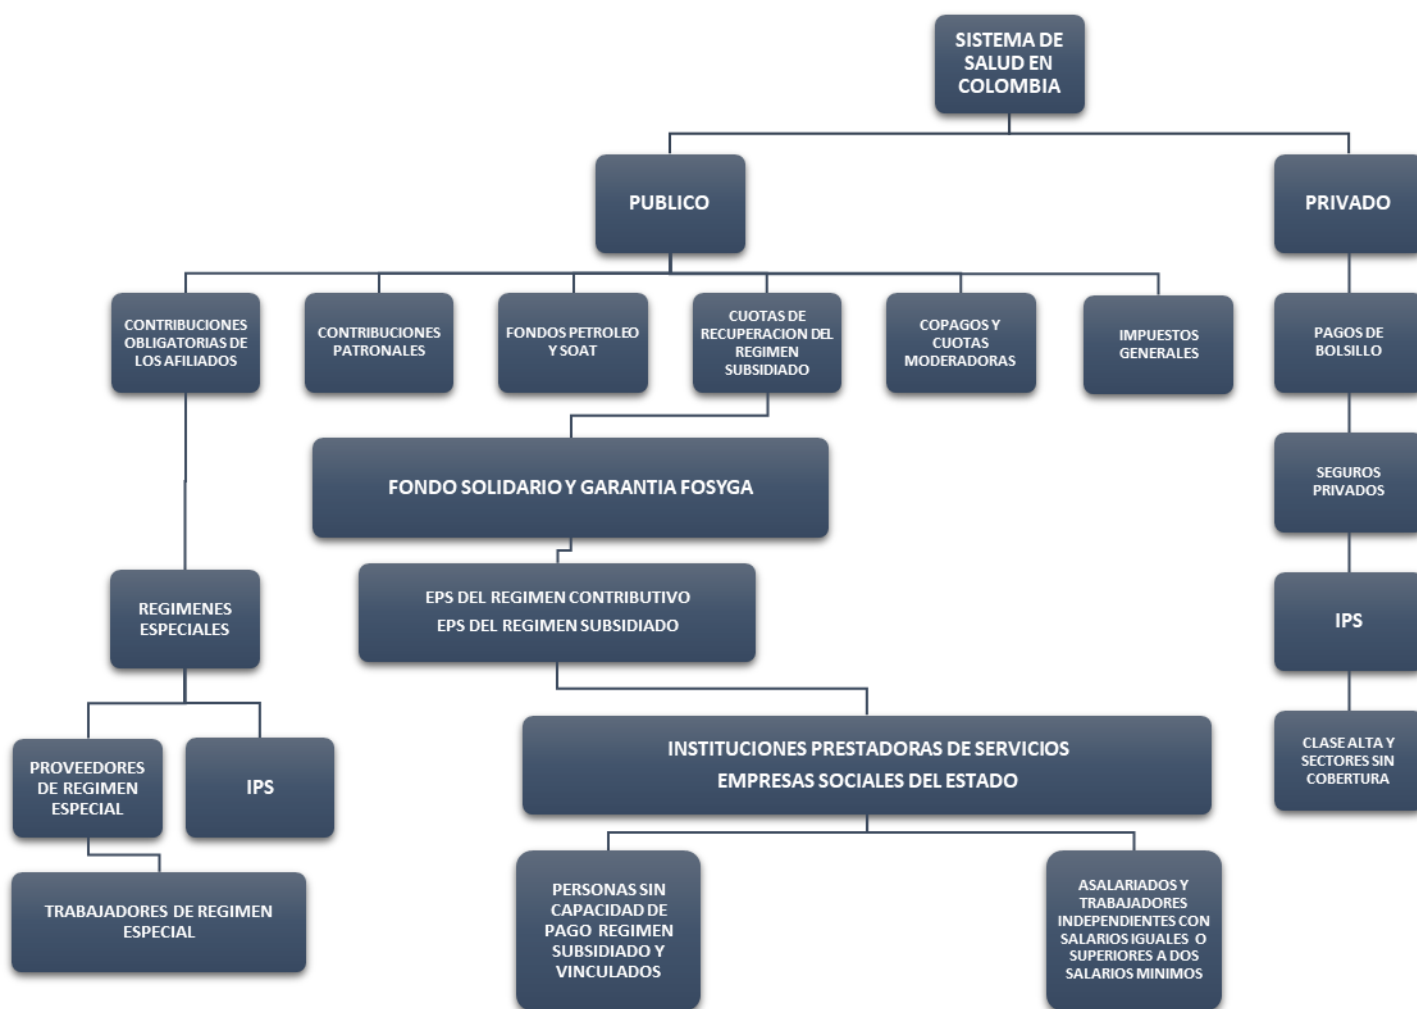 SISTEMA DE
SALUD EN
COLOMBIA
PUBLICO
PRIVADO
CONTRIBUCIONES
OBLIGATORIAS DE
LOS AFILIADOS
CONTRIBUCIONES
PATRONALES
FONDOS PETROLEO
Y SOAT
CUOTAS DE
RECUPERACION DEL
REGIMEN
SUBSIDIADO
COPAGOS Y
CUOTAS
MODERADORAS
IMPUESTOS
GENERALES
PAGOS DE
BOLSILLO
FONDO SOLIDARIO Y GARANTIA FOSYGA
SEGUROS
PRIVADOS
REGIMENES
ESPECIALES
EPS DEL REGIMEN CONTRIBUTIVO
EPS DEL REGIMEN SUBSIDIADO
IPS
PROVEEDORES
DE REGIMEN
ESPECIAL
IPS
INSTITUCIONES PRESTADORAS DE SERVICIOS
EMPRESAS SOCIALES DEL ESTADO
CLASE ALTA Y
SECTORES SIN
COBERTURA
TRABAJADORES DE REGIMEN
ESPECIAL
PERSONAS SIN
CAPACIDAD DE
PAGO REGIMEN
SUBSIDIADO Y
VINCULADOS
ASALARIADOS Y
TRABAJADORES
INDEPENDIENTES CON
SALARIOS IGUALES O
SUPERIORES A DOS
SALARIOS MINIMOS